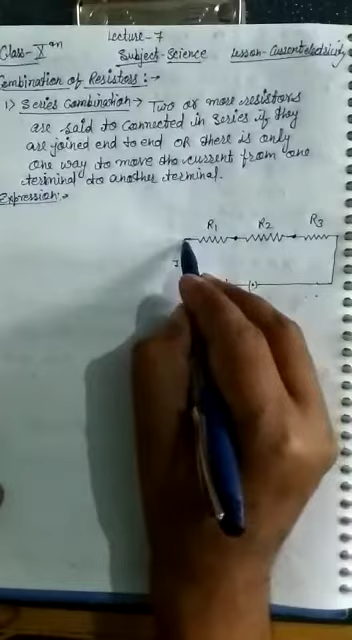 Lecture-7
Class-Xth Subject-Science Lesson-Current electricity
Combination of Resistors:-
1) Series Combination → Two or more resistors
are said to connected in Series if they
are joined end to end OR there is only
one way to move the current from one
terminal to another terminal.
Expression:-
R1 R2 R3
I